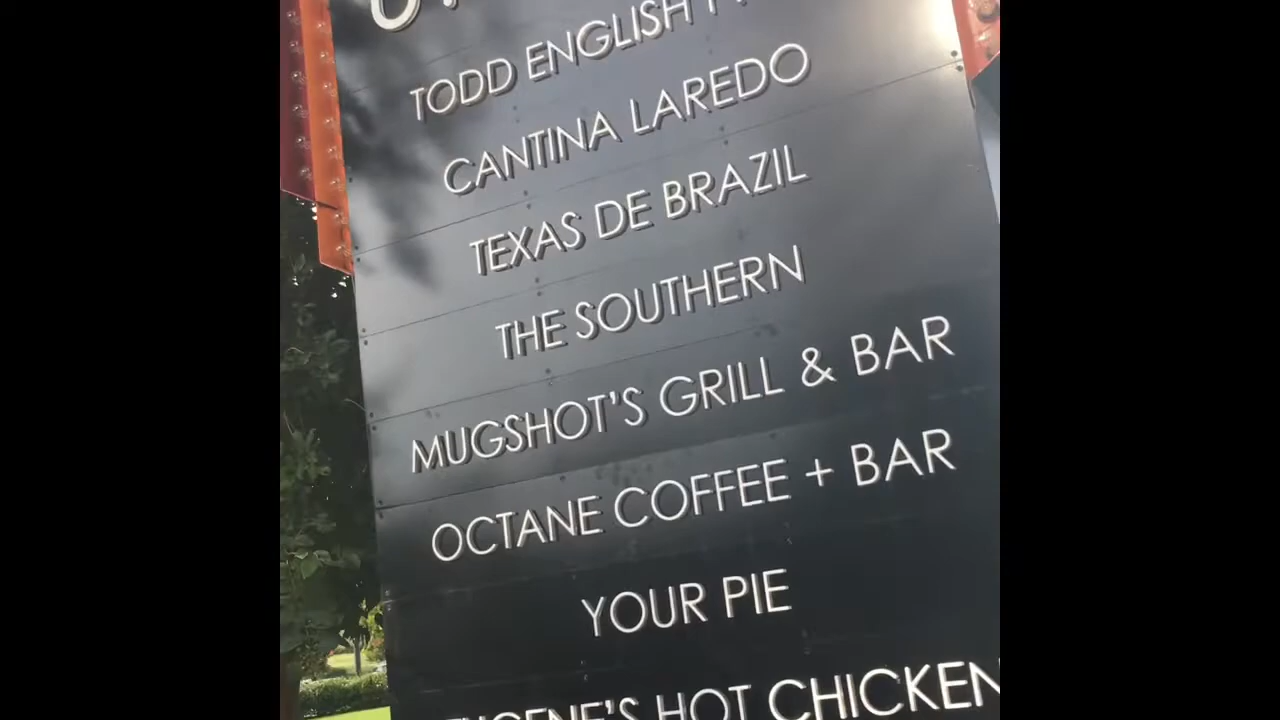 TODD ENGLISH
CANTINA LAREDO
TEXAS DE BRAZIL
THE SOUTHERN
MUGSHOT'S GRILL & BAR
OCTANE COFFEE + BAR
YOUR PIE
HOT CHICKEN